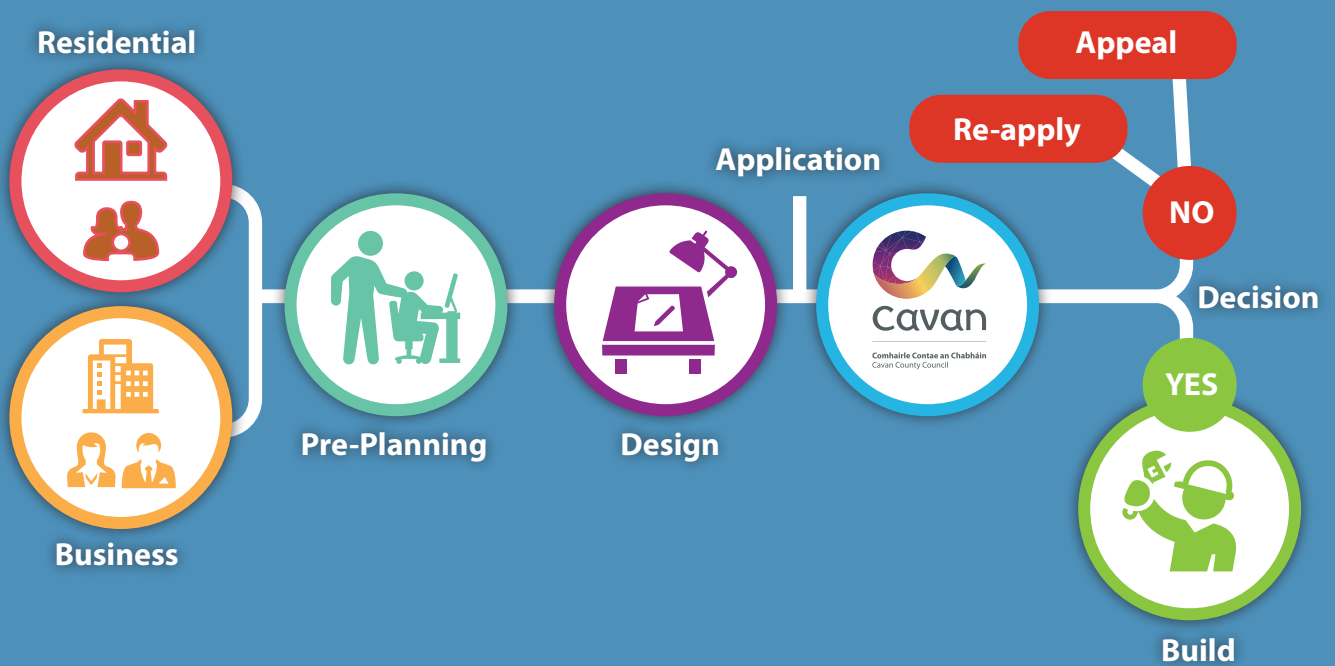 Residential
Business
Pre-Planning
Design
Application
cavan
Comhairle Contae an Chabháin
Cavan County Council
Decision
NO
Re-apply
Appeal
YES
Build